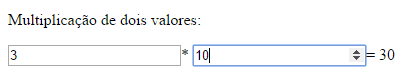 Multiplicação de dois valores:
3 * 10 = 30